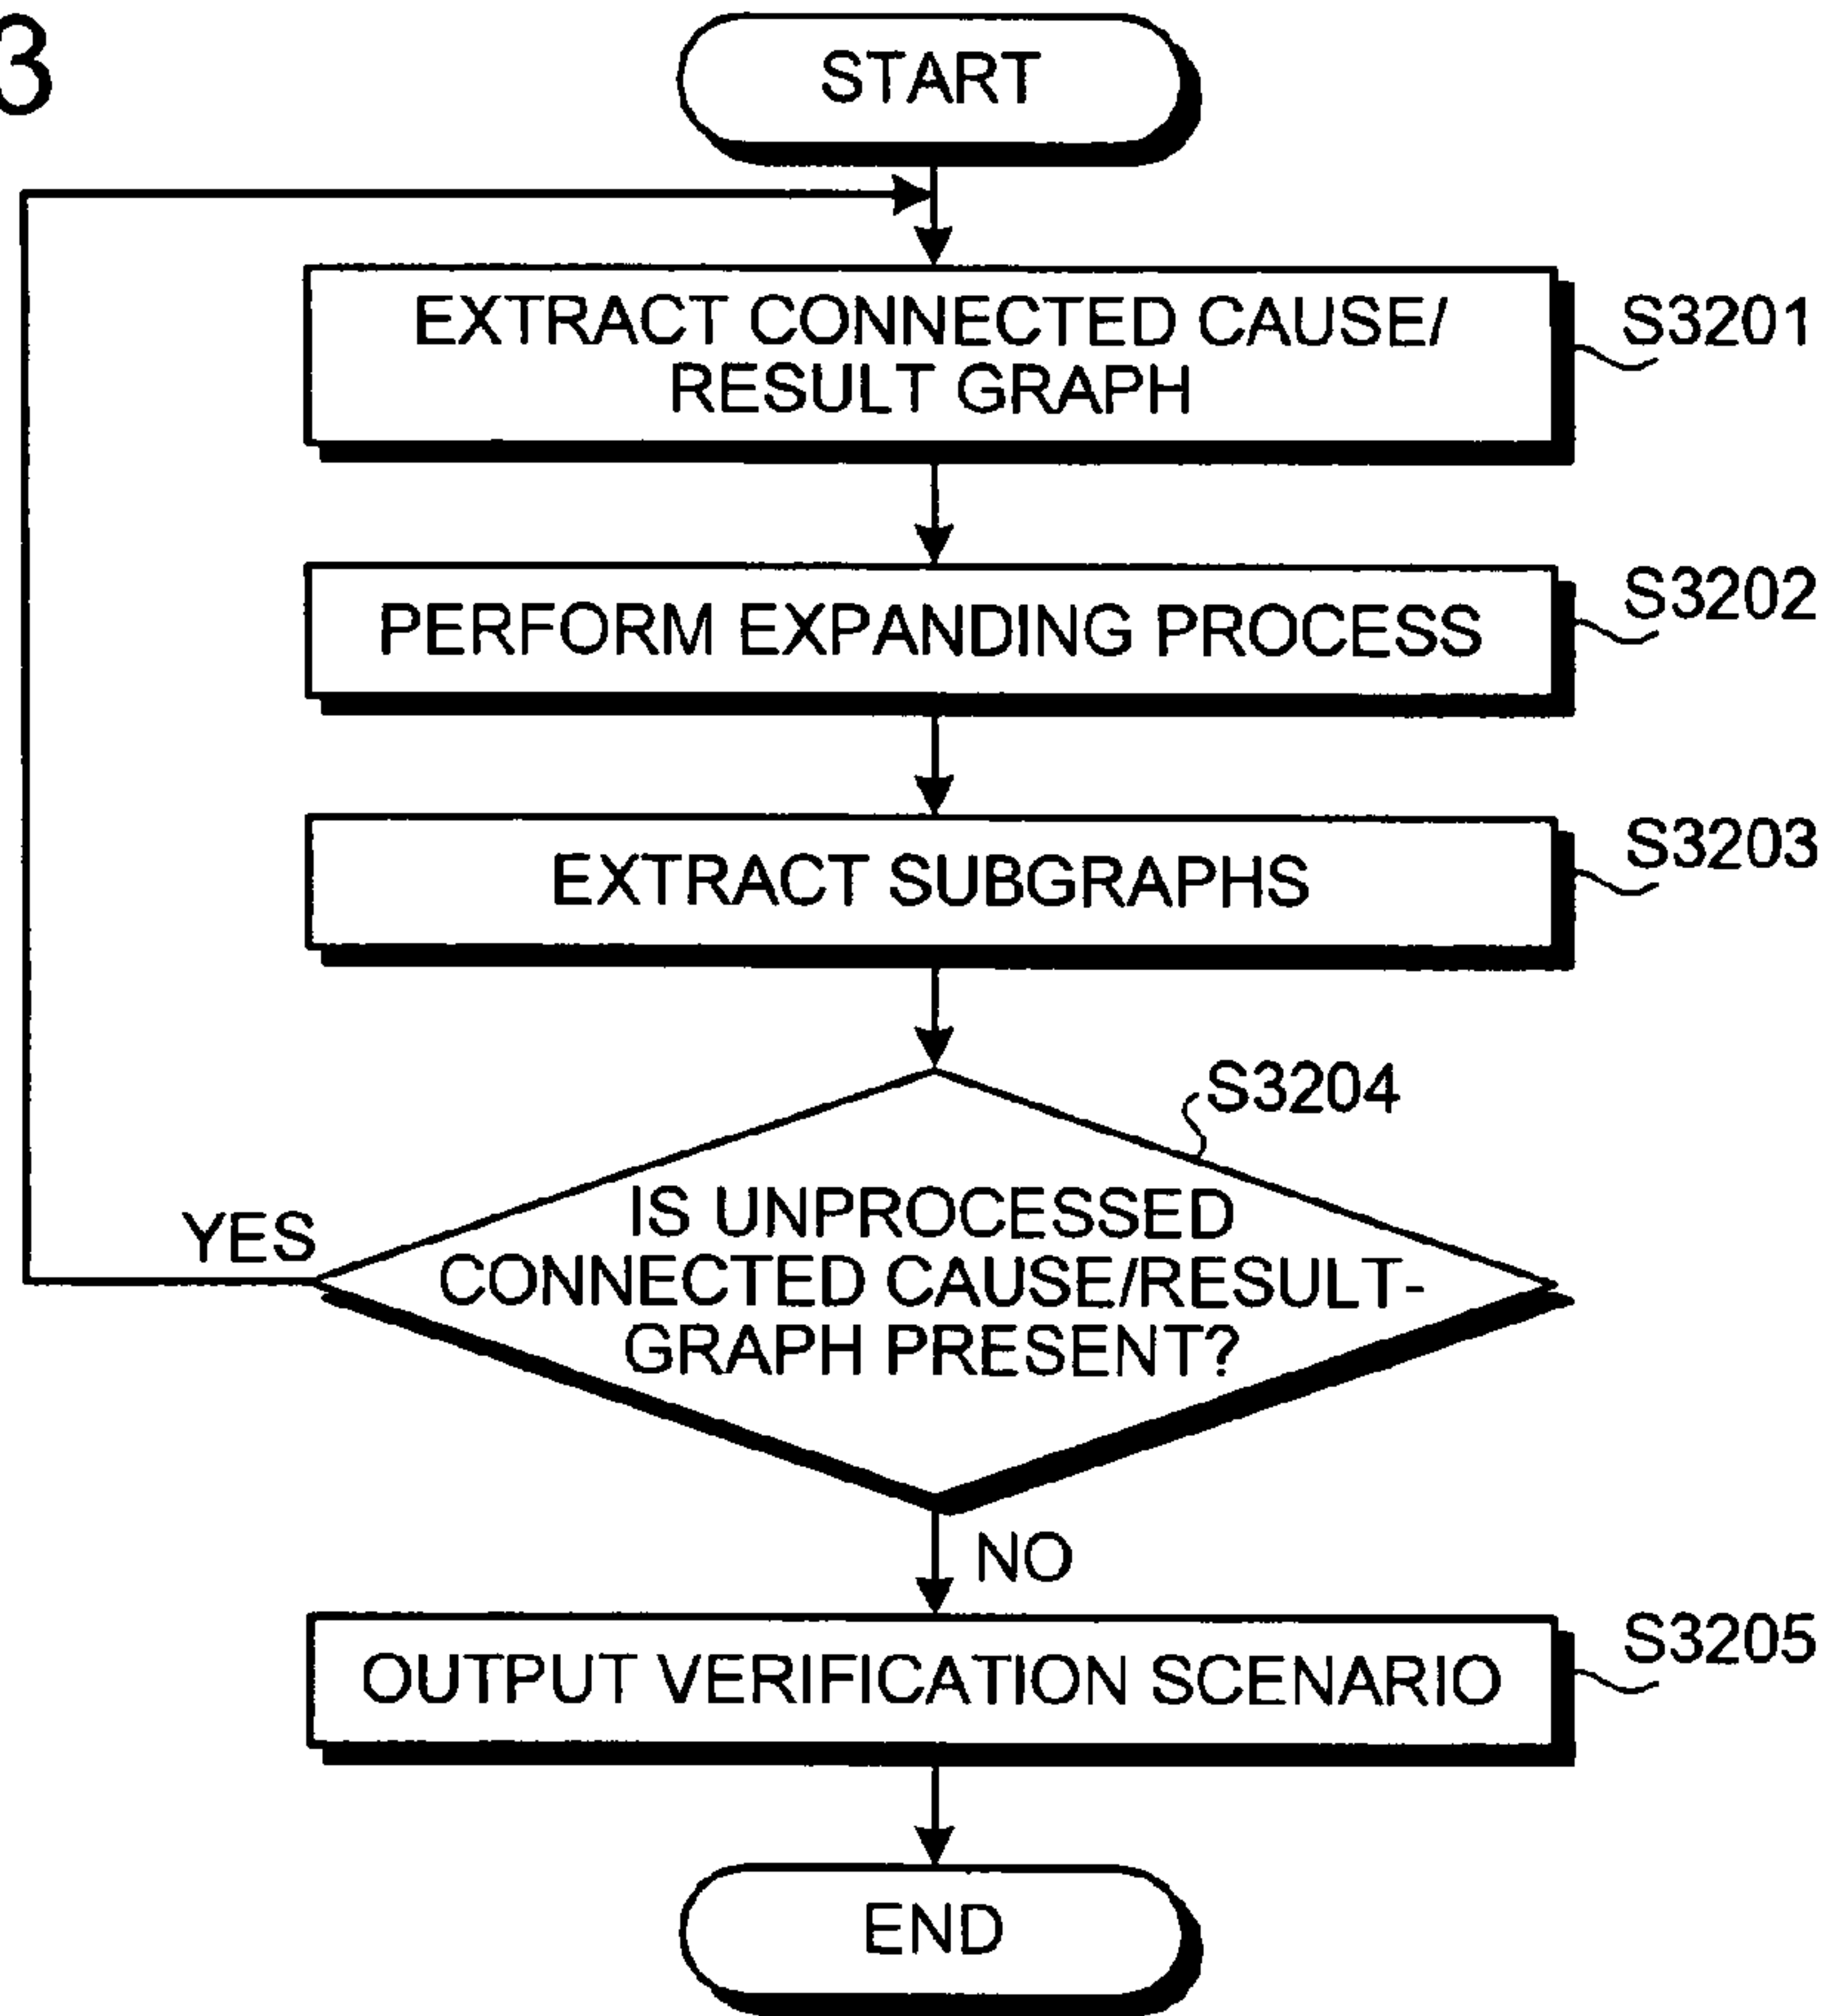 3
START
EXTRACT CONNECTED CAUSE/
RESULT GRAPH
S3201
PERFORM EXPANDING PROCESS
S3202
EXTRACT SUBGRAPHS
S3203
S3204
IS UNPROCESSED
CONNECTED CAUSE/RESULT-
GRAPH PRESENT?
YES
NO
OUTPUT VERIFICATION SCENARIO
S3205
END